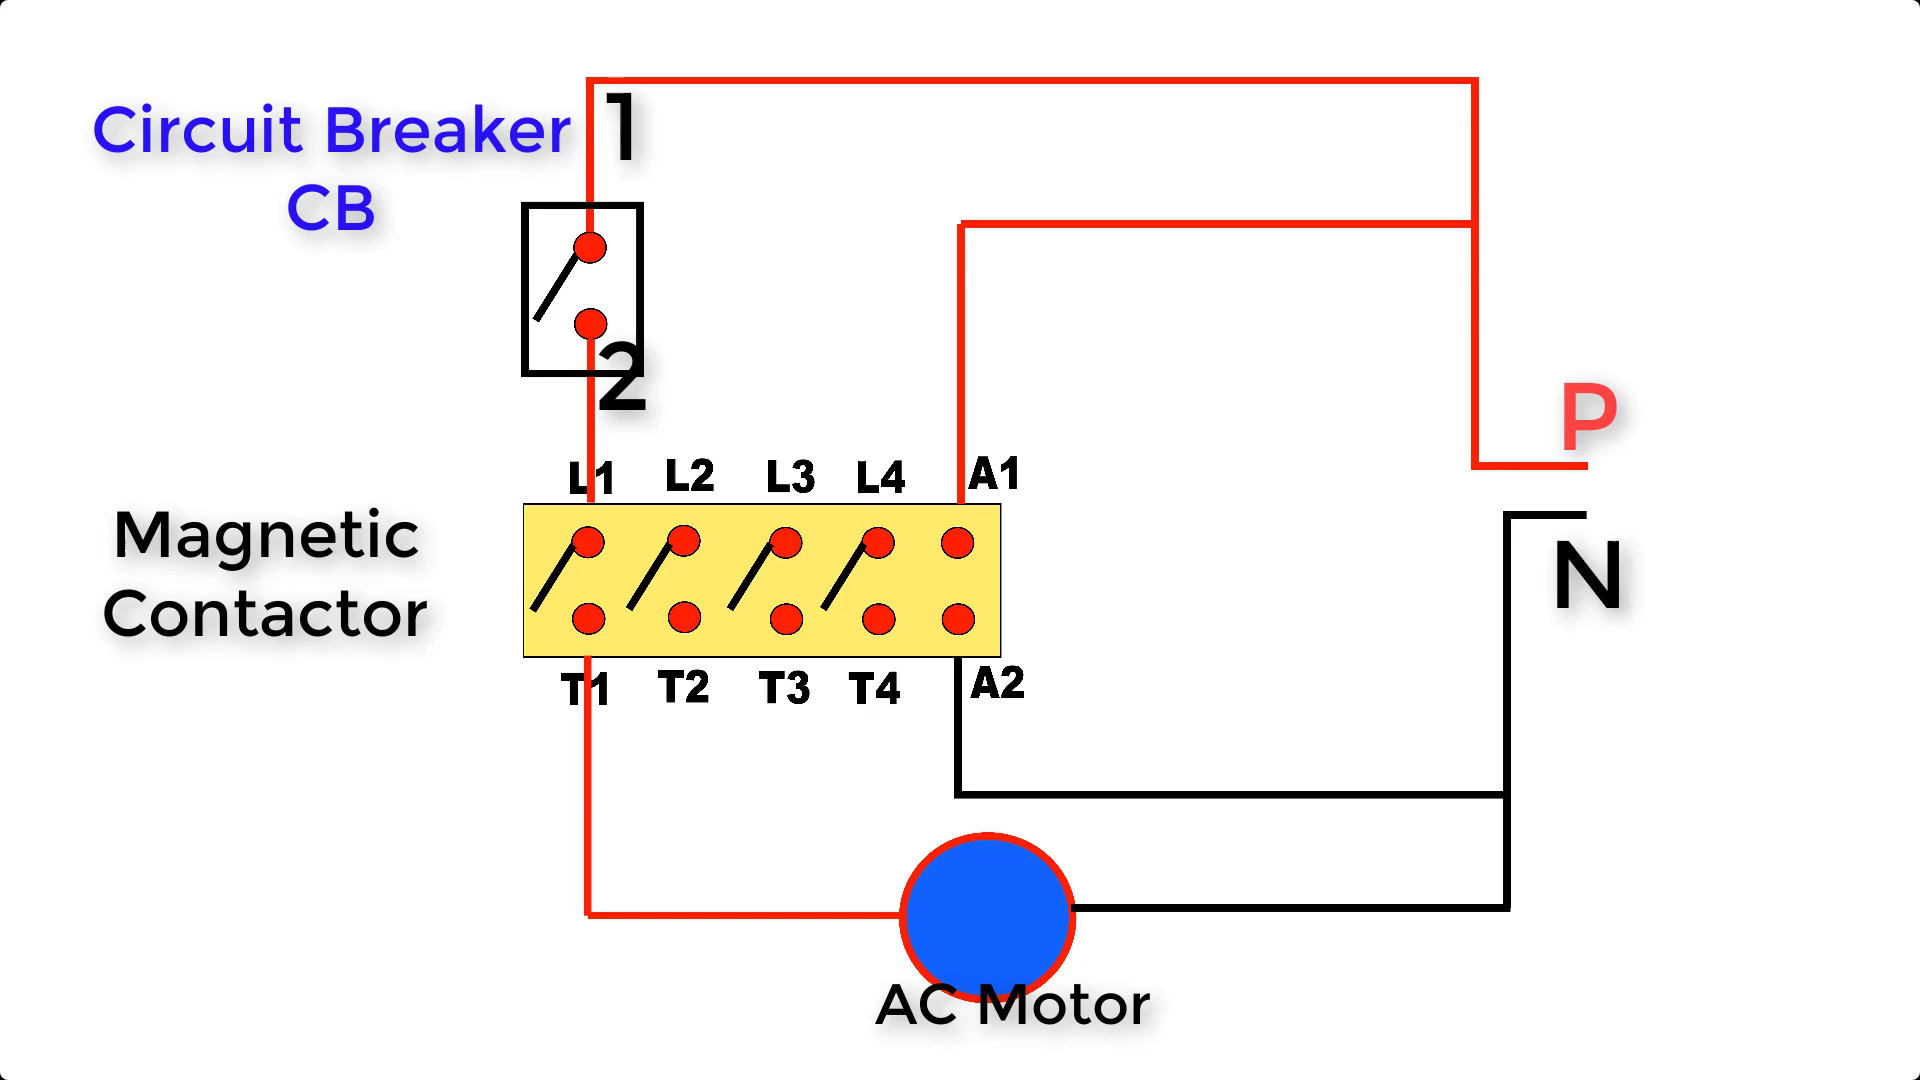 Circuit Breaker
CB
1
2
P
N
L1 L2 L3 L4 A1
Magnetic
Contactor
T1 T2 T3 T4 A2
AC Motor